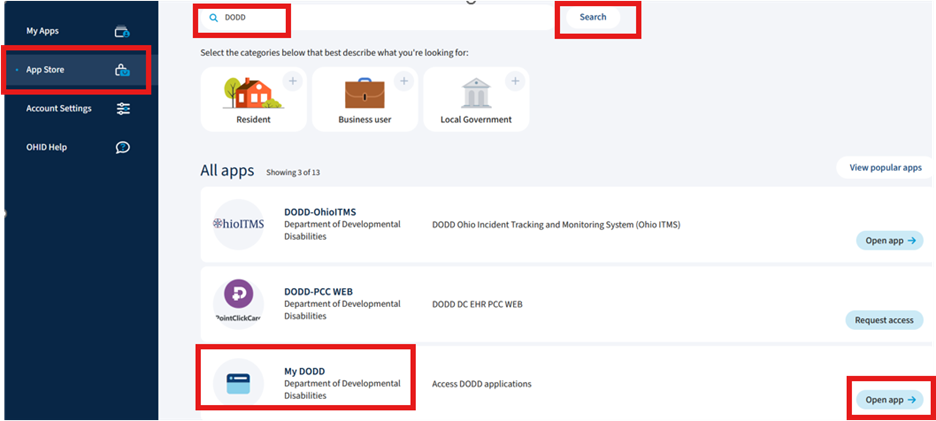 My Apps
App Store
Account Settings
OHID Help
DODD
Search
Select the categories below that best describe what you're looking for:
Resident
Business user
Local Government
All apps
Showing 3 of 13
View popular apps
hioITMS
DODD-OhioITMS
Department of Developmental
Disabilities
DODD Ohio Incident Tracking and Monitoring System (Ohio ITMS)
Open app
PointClickCare
DODD-PCC WEB
Department of Developmental
Disabilities
DODD DC EHR PCC WEB
Request access
My DODD
Department of Developmental
Disabilities
Access DODD applications
Open app